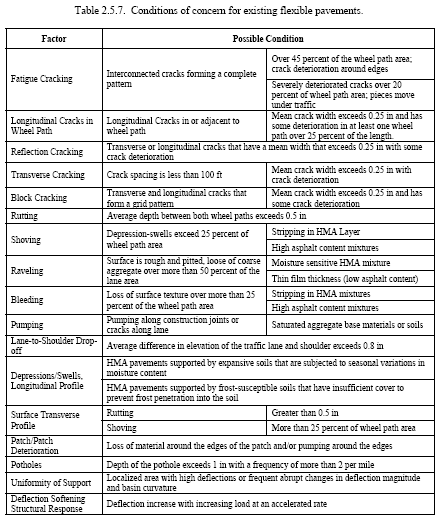 Table 2.5.7. Conditions of concern for existing flexible pavements.
Factor
Possible Condition
Fatigue Cracking
Interconnected cracks forming a complete
pattern
Over 45 percent of the wheel path area;
crack deterioration around edges
Severely deteriorated cracks over 20
percent of wheel path area; pieces move
under traffic
Longitudinal Cracks in
Wheel Path
Longitudinal Cracks in or adjacent to
wheel path
Mean crack width exceeds 0.25 in and has
some deterioration in at least one wheel
path over 25 percent of the length.
Reflection Cracking
Transverse or longitudinal cracks that have a mean width that exceeds 0.25 in with some
crack deterioration
Transverse Cracking
Crack spacing is less than 100 ft
Mean crack width exceeds 0.25 in with
crack deterioration
Block Cracking
Transverse and longitudinal cracks that
form a grid pattern
Mean crack width exceeds 0.25 in and has
some crack deterioration
Rutting
Average depth between both wheel paths exceeds 0.5 in
Shoving
Depression-swells exceed 25 percent of
wheel path area
Stripping in HMA Layer
High asphalt content mixtures
Raveling
Surface is rough and pitted, loose of coarse
aggregate over more than 50 percent of the
lane area
Moisture sensitive HMA mixture
Thin film thickness (low asphalt content)
Bleeding
Loss of surface texture over more than 25
percent of the wheel path area
Stripping in HMA mixtures
High asphalt content mixtures
Pumping
Pumping along construction joints or
cracks along lane
Saturated aggregate base materials or soils
Lane-to-Shoulder Drop-
off
Average difference in elevation of the traffic lane and shoulder exceeds 0.8 in
Depressions/Swells,
Longitudinal Profile
HMA pavements supported by expansive soils that are subjected to seasonal variations in
moisture content
HMA pavements supported by frost-susceptible soils that have insufficient cover to
prevent frost penetration into the soil
Surface Transverse
Profile
Rutting
Greater than 0.5 in
Shoving
More than 25 percent of wheel path area
Patch/Patch
Deterioration
Loss of material around the edges of the patch and/or pumping around the edges
Potholes
Depth of the pothole exceeds 1 in with a frequency of more than 2 per mile
Uniformity of Support
Localized area with high deflections or frequent abrupt changes in deflection magnitude
and basin curvature
Deflection Softening
Structural Response
Deflection increase with increasing load at an accelerated rate